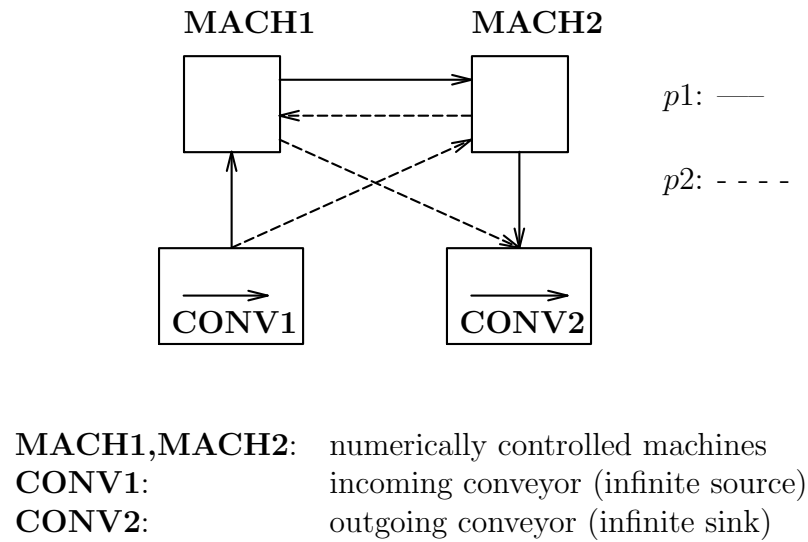 MACH1 MACH2
p1: —–
p2: - - - -
CONV1 CONV2
MACH1,MACH2: numerically controlled machines
CONV1: incoming conveyor (infinite source)
CONV2: outgoing conveyor (infinite sink)